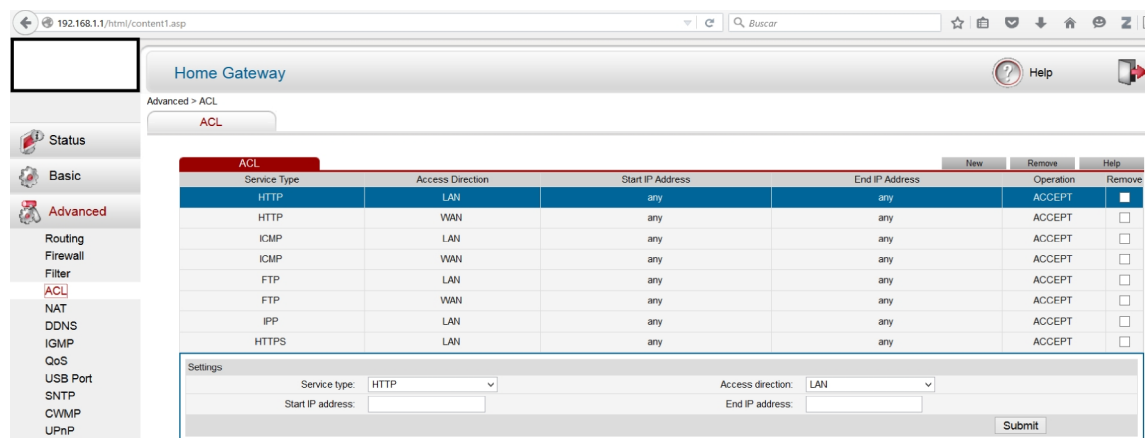 192.168.1.1/html/content1.asp Buscar
Home Gateway Help
Advanced > ACL
ACL
Status
Basic
Advanced
Routing
Firewall
Filter
ACL
NAT
DDNS
IGMP
QoS
USB Port
SNTP
CWMP
UPnP
ACL New Remove Help
Service Type Access Direction Start IP Address End IP Address Operation Remove
HTTP LAN any any ACCEPT
HTTP WAN any any ACCEPT
ICMP LAN any any ACCEPT
ICMP WAN any any ACCEPT
FTP LAN any any ACCEPT
FTP WAN any any ACCEPT
IPP LAN any any ACCEPT
HTTPS LAN any any ACCEPT
Settings
Service type: HTTP Access direction: LAN
Start IP address: End IP address:
Submit